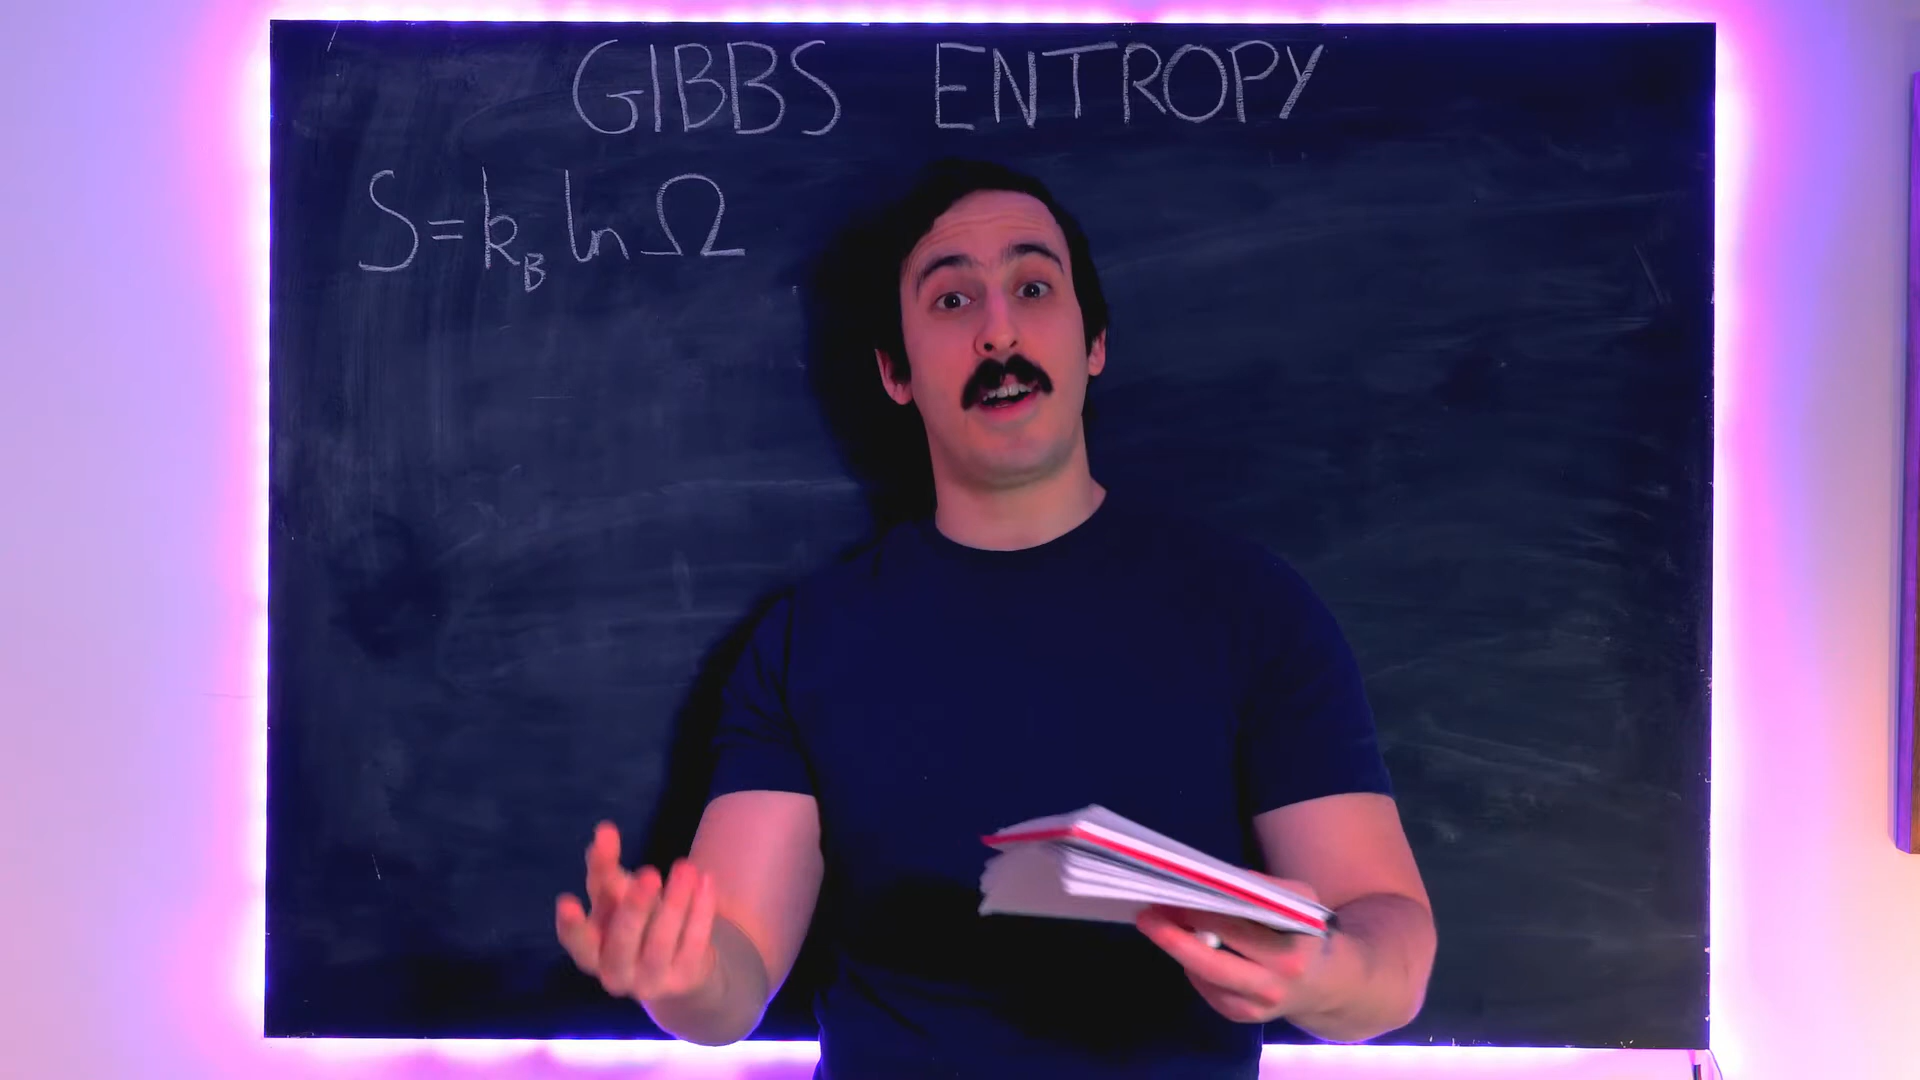 GIBBS ENTROPY
S = k_B ln Ω